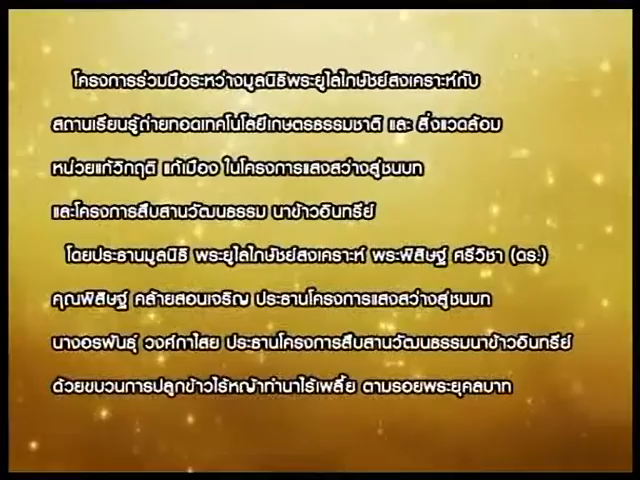 โครงการร่วมมือระหว่างมูลนิธิพระยูไลไภษัชย์สงเคราะห์กับ
สถานเรียนรู้ถ่ายทอดเทคโนโลยีเกษตรธรรมชาติ และ สิ่งแวดล้อม
หน่วยแก้วิกฤติ แก้เมือง ในโครงการแสงสว่างสู่ชนบท
และโครงการสืบสานวัฒนธรรม นาข้าวอินทรีย์
โดยประธานมูลนิธิ พระยูไลไภษัชย์สงเคราะห์ พระพิสิษฐ์ ศรีวิชา (ดร.)
คุณพิสิษฐ์ คล้ายสอนเจริญ ประธานโครงการแสงสว่างสู่ชนบท
นางอรพันธุ์ วงศ์กาไสย ประธานโครงการสืบสานวัฒนธรรมนาข้าวอินทรีย์
ด้วยขบวนการปลูกข้าวไร้หญ้าทำนาไร้เพลี้ย ตามรอยพระยุคลบาท